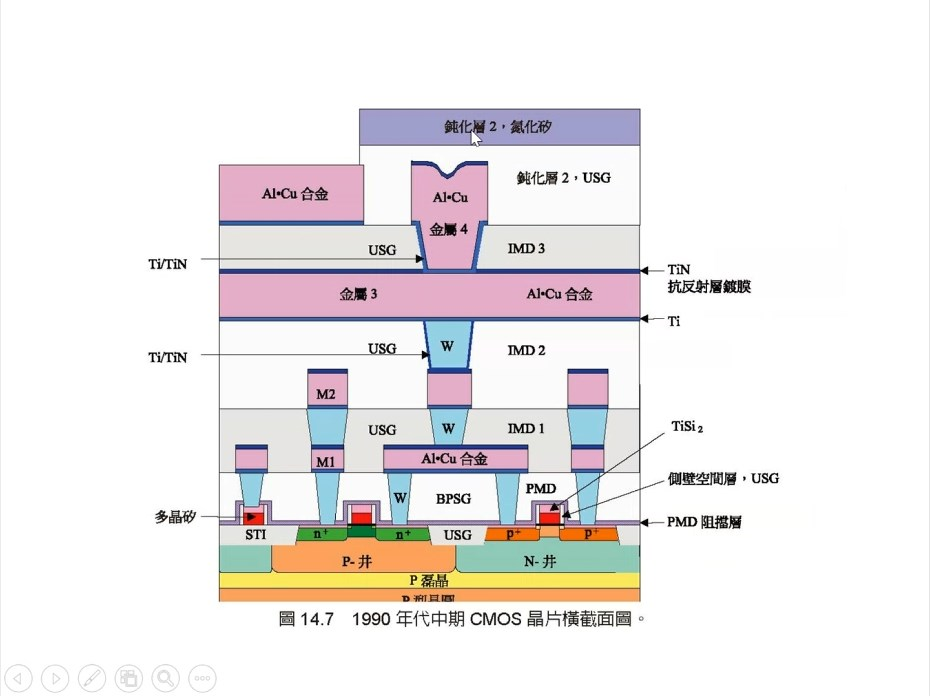 鈍化層 2，氮化矽
鈍化層 2，USG
Al•Cu 合金
Al•Cu
金屬 4
USG
IMD 3
Ti/TiN
TiN
抗反射層鍍膜
金屬 3
Al•Cu 合金
Ti
USG
W
IMD 2
Ti/TiN
M2
USG
W
IMD 1
TiSi₂
M1
Al•Cu 合金
側壁空間層，USG
W
BPSG
PMD
多晶矽
PMD 阻擋層
STI
n⁺
n⁺
USG
p⁺
p⁺
P- 井
N- 井
P 磊晶
P 型晶圓
圖 14.7 1990 年代中期 CMOS 晶片橫截面圖。